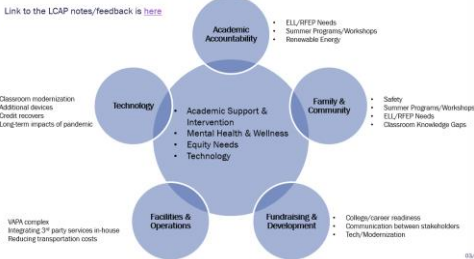 Link to the LCAP notes/feedback is here
Academic
Accountability
ELL/RFEP Needs
Summer Programs/Workshops
Renewable Energy
Technology
Classroom modernization
Additional devices
Credit recovers
Long-term impacts of pandemic
Academic Support &
Intervention
Mental Health & Wellness
Equity Needs
Technology
Family &
Community
Safety
Summer Programs/Workshops
ELL/RFEP Needs
Classroom Knowledge Gaps.
Facilities &
Operations
VAPA complex
Integrating 3rd party services in-house
Reducing transportation costs
Fundraising &
Development
College/career readiness
Communication between stakeholders
Tech/Modernization